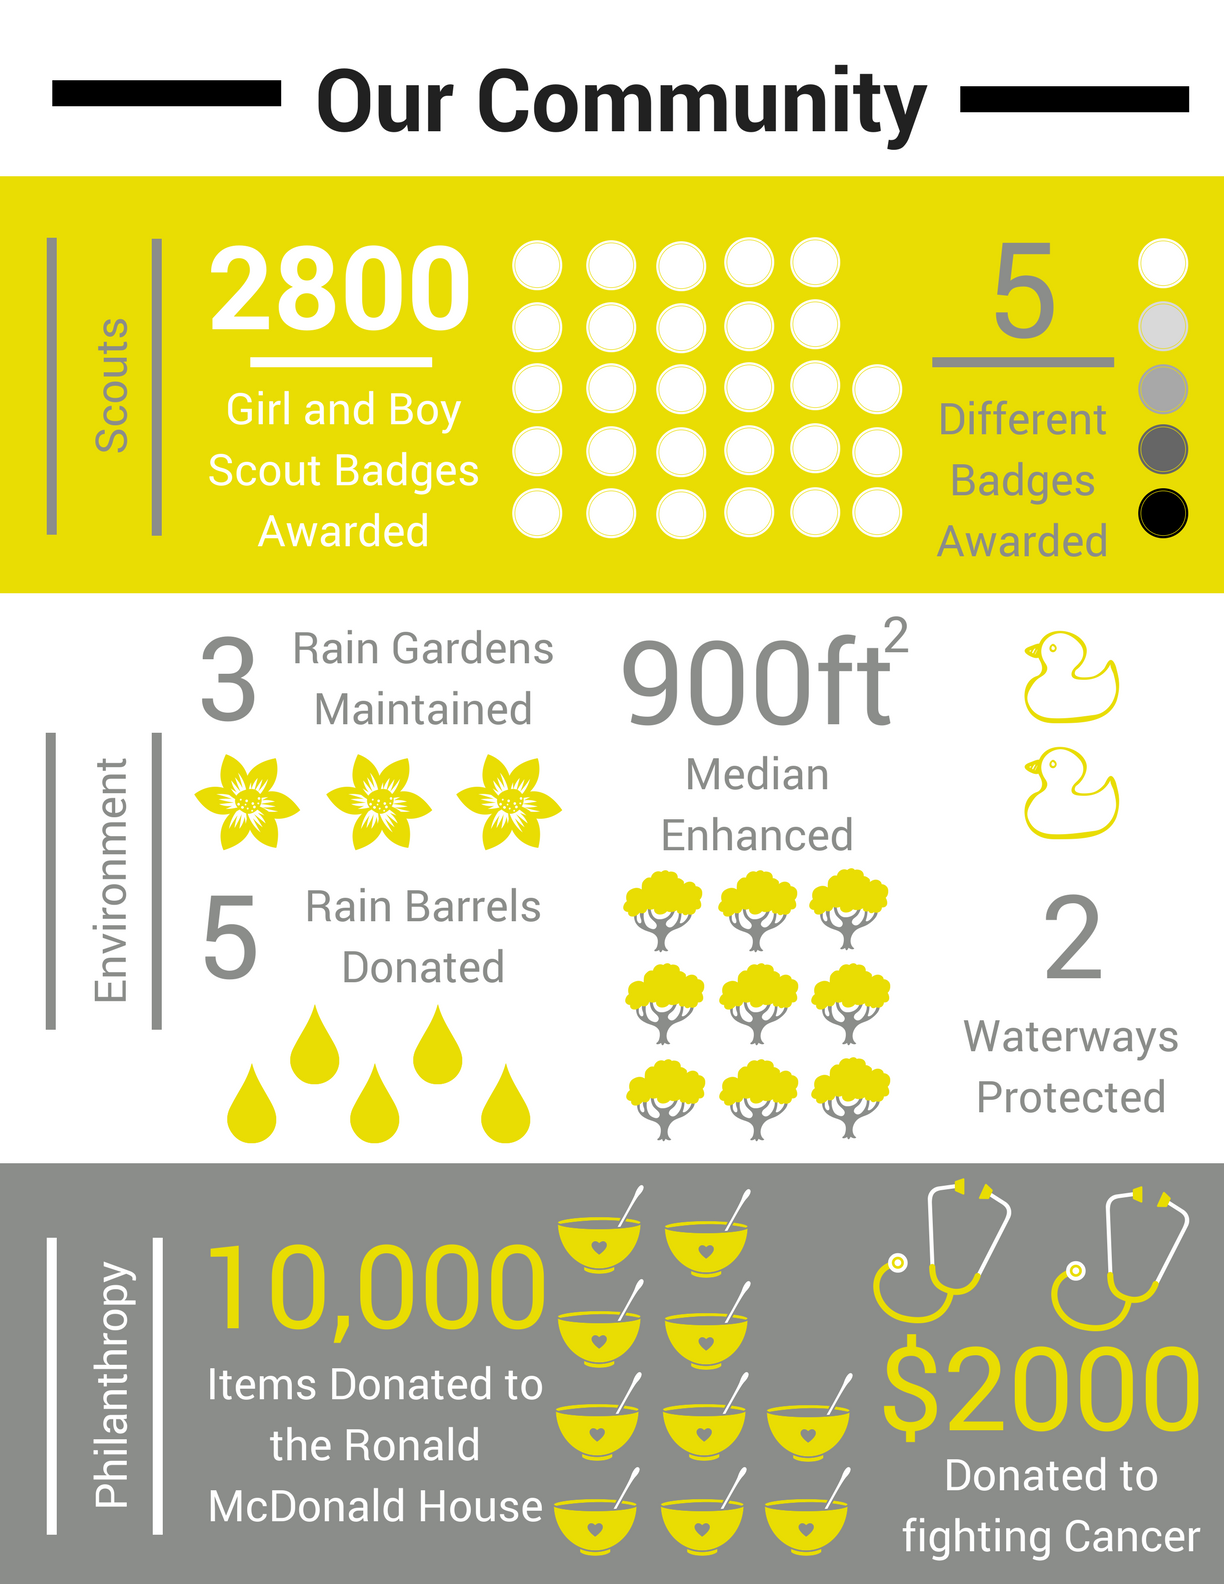 Our Community
Scouts
2800
Girl and Boy
Scout Badges
Awarded
5
Different
Badges
Awarded
Environment
3
Rain Gardens
Maintained
5
Rain Barrels
Donated
900ft²
Median
Enhanced
2
Waterways
Protected
Philanthropy
10,000
Items Donated to
the Ronald
McDonald House
$2000
Donated to
fighting Cancer